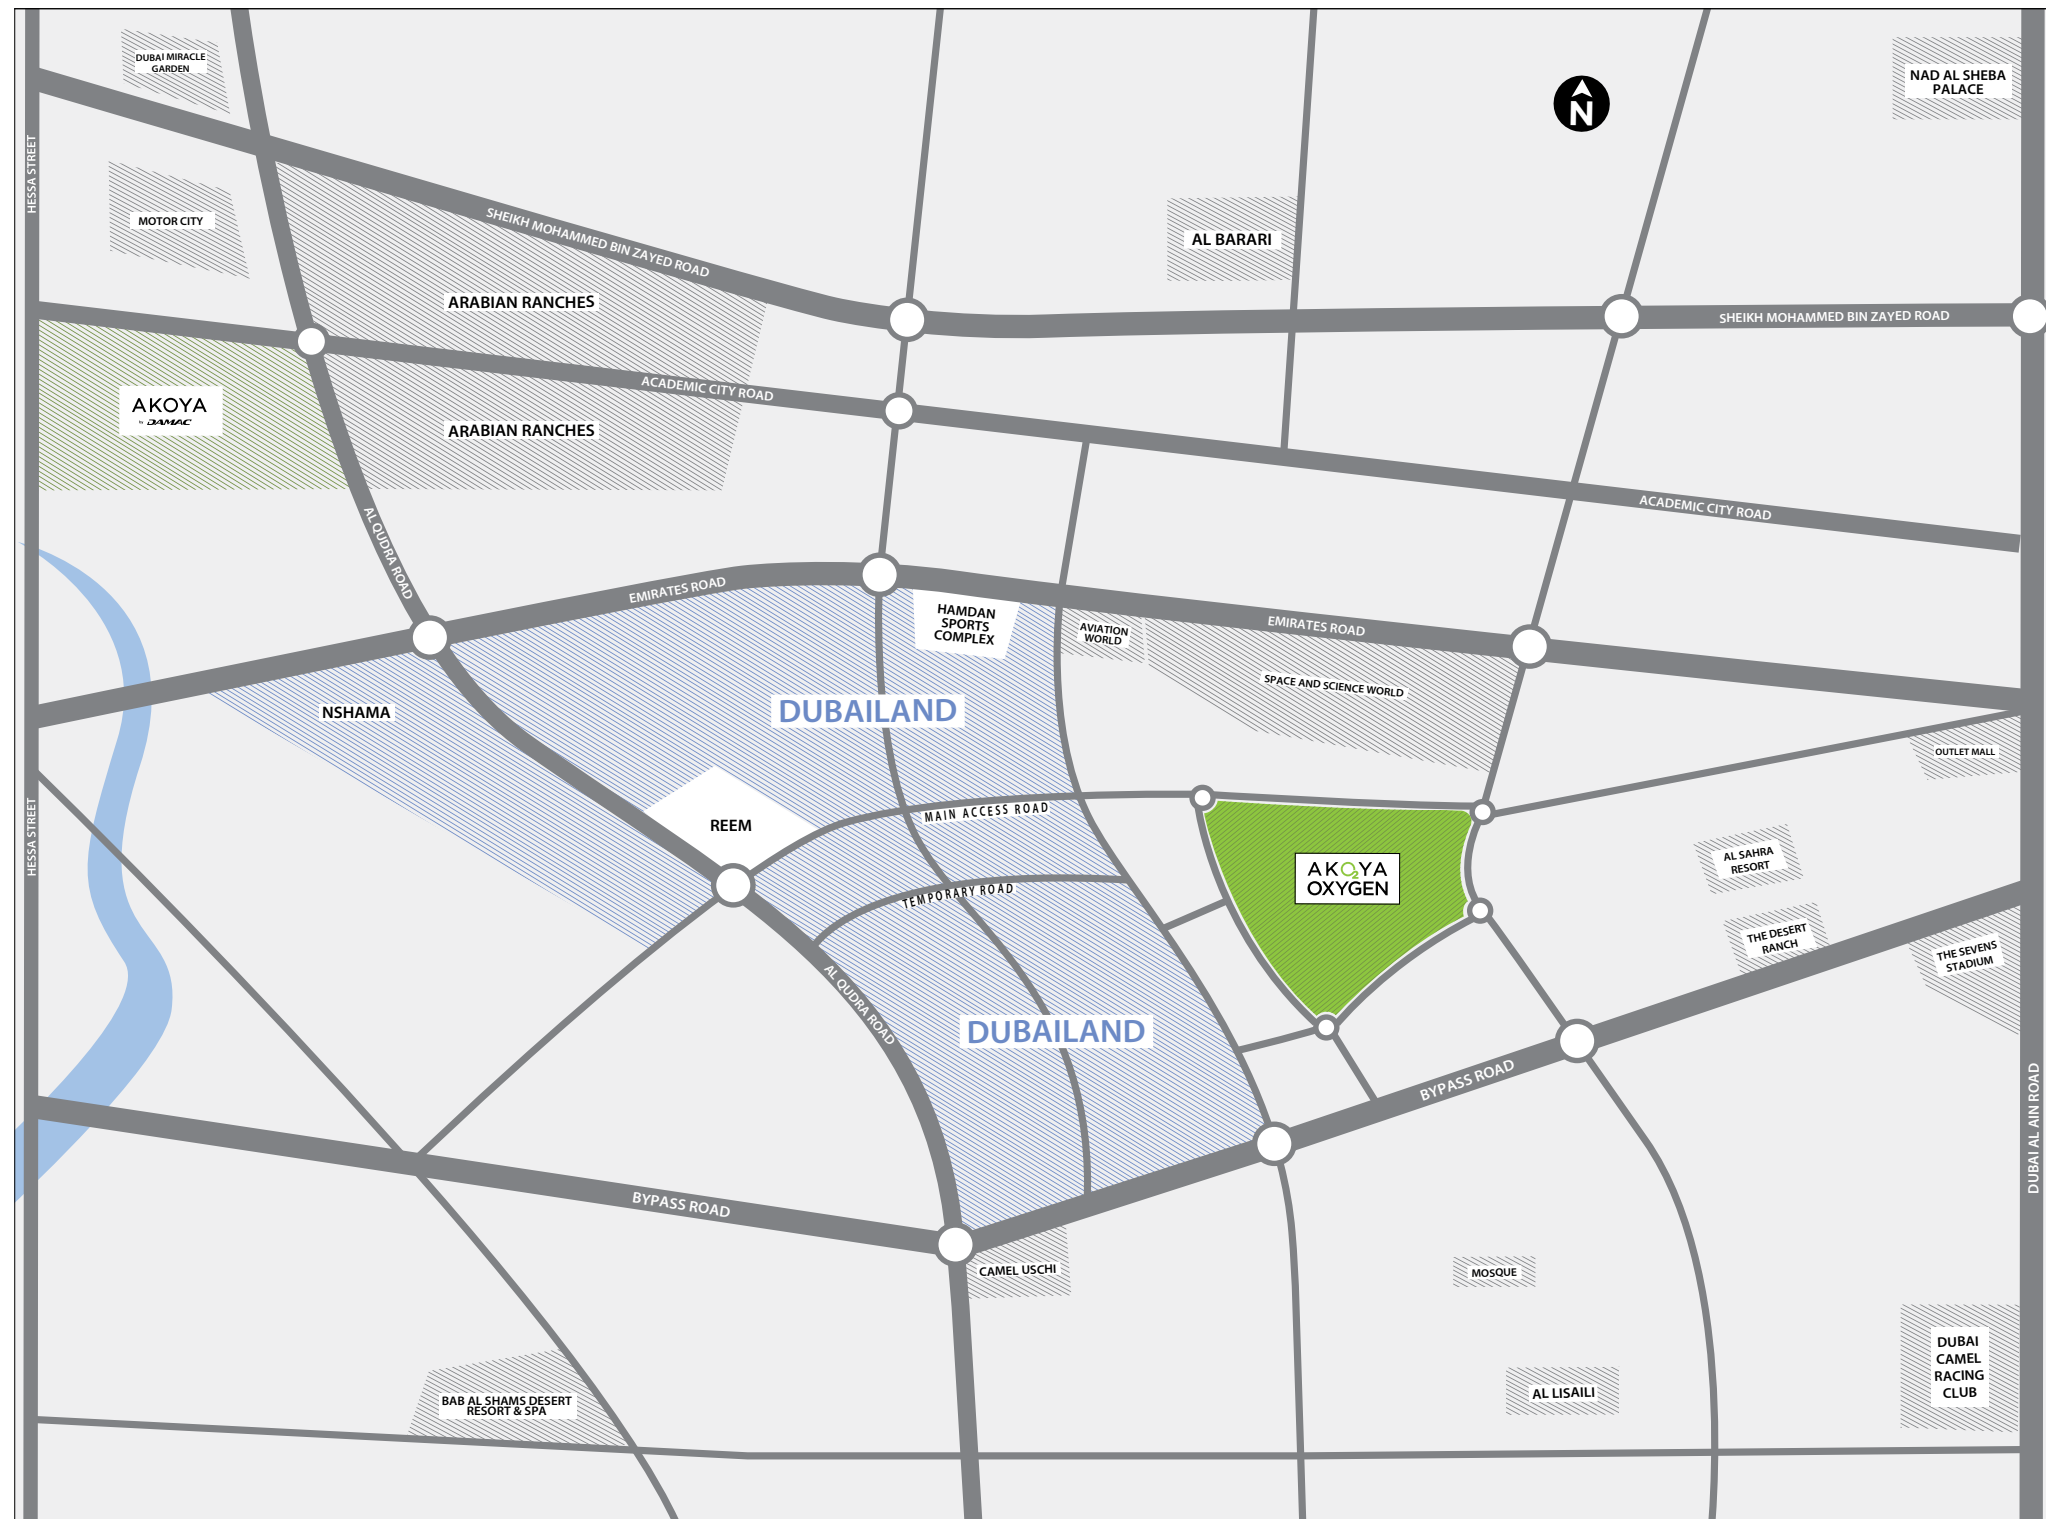 DUBAI MIRACLE
GARDEN
NAD AL SHEBA
PALACE
N
HESSA STREET
MOTOR CITY
SHEIKH MOHAMMED BIN ZAYED ROAD
AL BARARI
ARABIAN RANCHES
SHEIKH MOHAMMED BIN ZAYED ROAD
AKOYA
by DAMAC
ACADEMIC CITY ROAD
ARABIAN RANCHES
ACADEMIC CITY ROAD
AL QUDRA ROAD
EMIRATES ROAD
HAMDAN
SPORTS
COMPLEX
AVIATION
WORLD
EMIRATES ROAD
SPACE AND SCIENCE WORLD
NSHAMA
DUBAILAND
OUTLET MALL
HESSA STREET
REEM
MAIN ACCESS ROAD
AKO2YA
OXYGEN
AL SAHRA
RESORT
TEMPORARY ROAD
THE DESERT
RANCH
THE SEVENS
STADIUM
AL QUDRA ROAD
DUBAILAND
BYPASS ROAD
DUBAI AL AIN ROAD
BYPASS ROAD
CAMEL USCHI
MOSQUE
DUBAI
CAMEL
RACING
CLUB
BAB AL SHAMS DESERT
RESORT & SPA
AL LISAILI